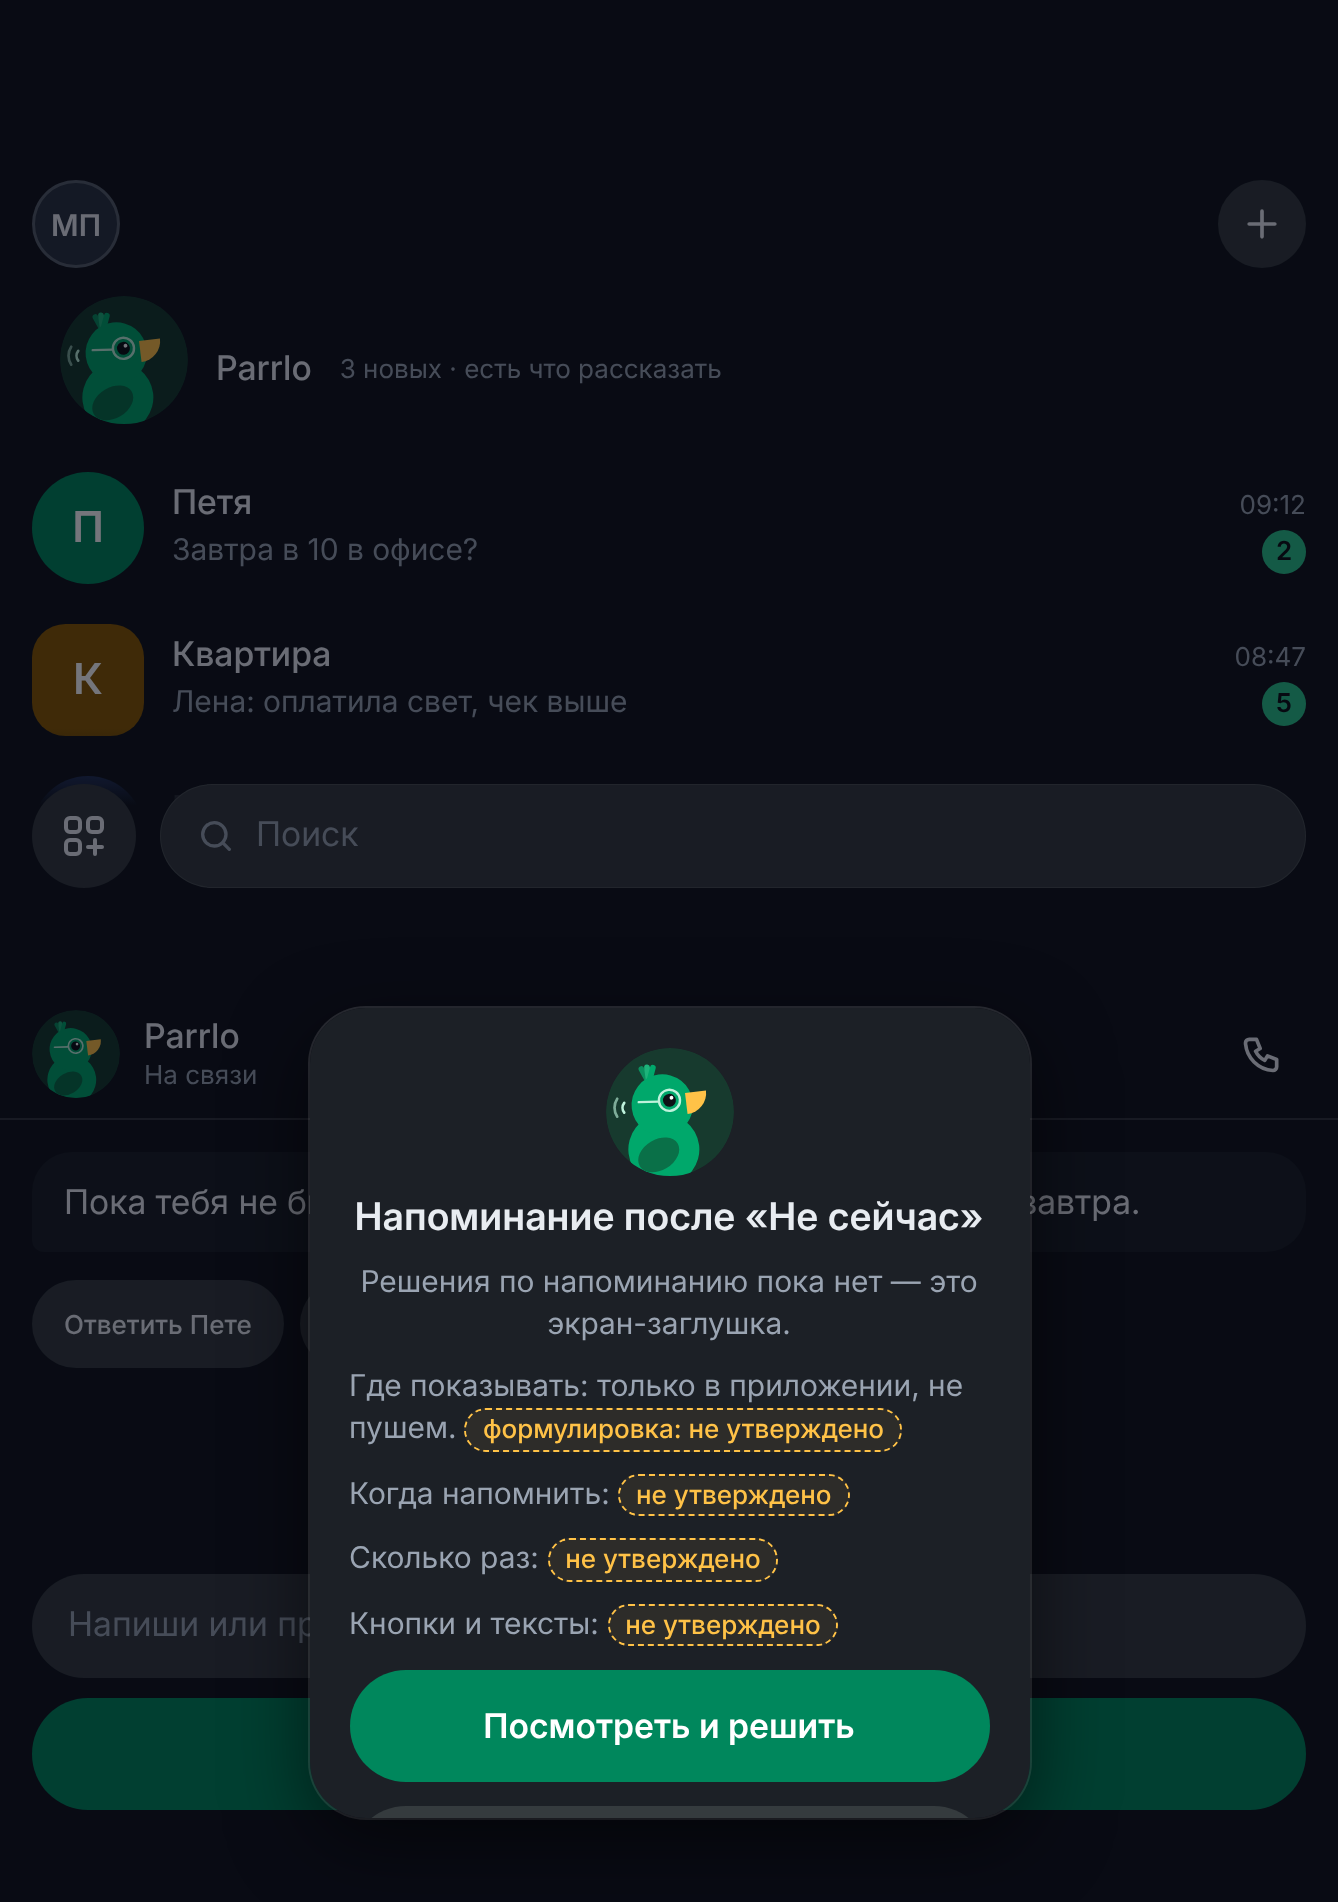 МП
Parrlo 3 новых · есть что рассказать
П
Петя 09:12
Завтра в 10 в офисе? 2
К
Квартира 08:47
Лена: оплатила свет, чек выше 5
Поиск
Parrlo
На связи
Пока тебя не завтра.
Ответить Пете
Напиши или
Напоминание после «Не сейчас»
Решения по напоминанию пока нет — это
экран-заглушка.
Где показывать: только в приложении, не
пушем. формулировка: не утверждено
Когда напомнить: не утверждено
Сколько раз: не утверждено
Кнопки и тексты: не утверждено
Посмотреть и решить